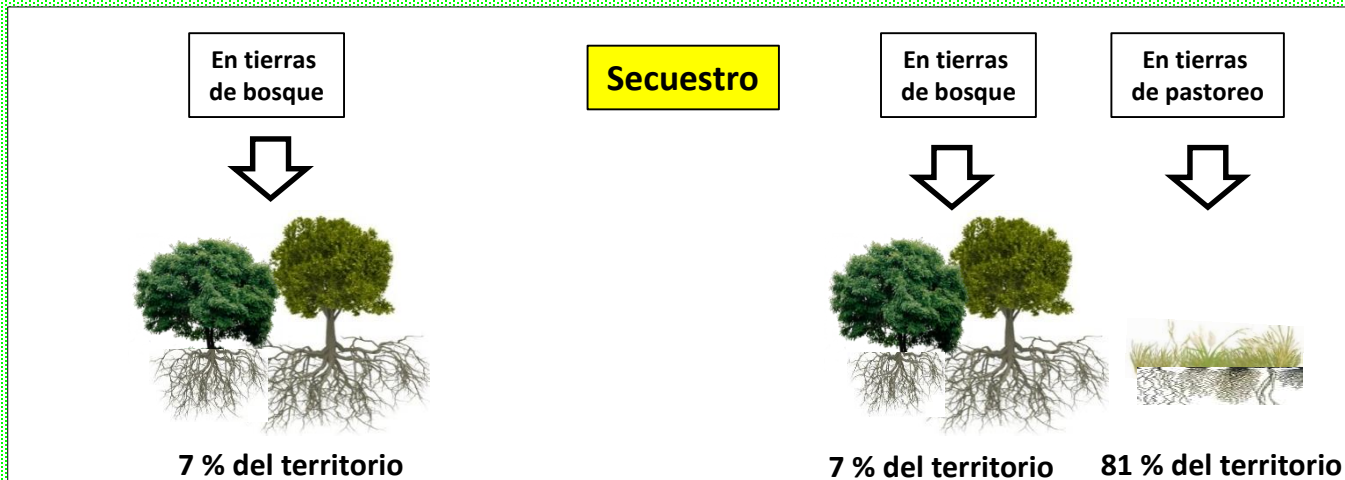 En tierras
de bosque
Secuestro
En tierras
de bosque
En tierras
de pastoreo
7 % del territorio
7 % del territorio
81 % del territorio